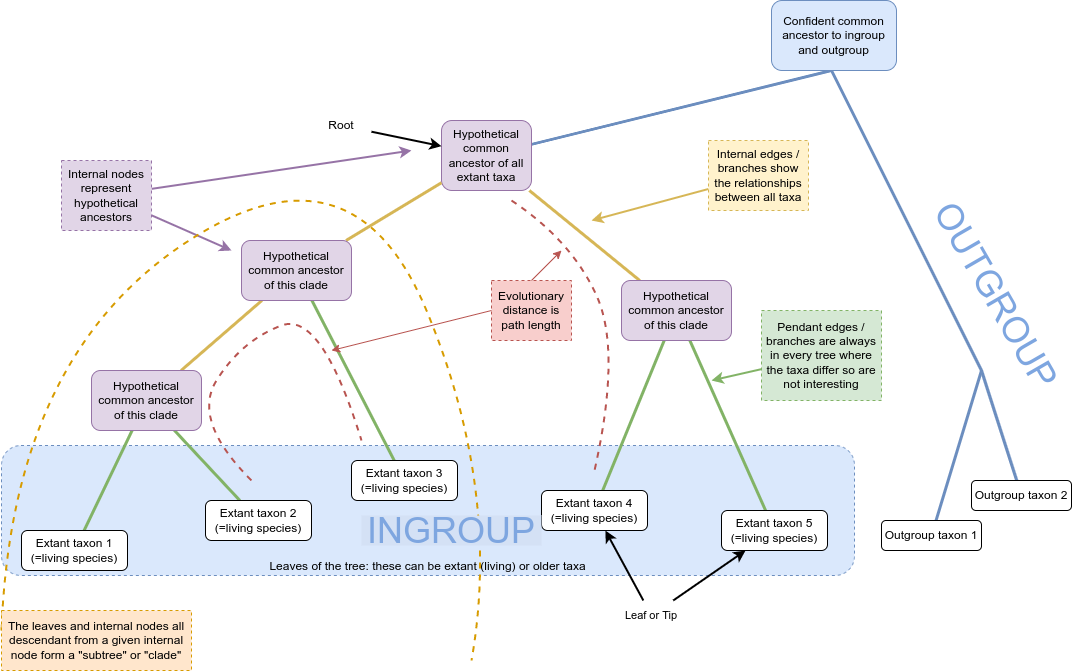 Confident common
ancestor to ingroup
and outgroup
Root
Hypothetical
common
ancestor of all
extant taxa
Internal nodes
represent
hypothetical
ancestors
Internal edges /
branches show
the relationships
between all taxa
OUTGROUP
Hypothetical
common ancestor
of this clade
Evolutionary
distance is
path length
Hypothetical
common ancestor
of this clade
Pendant edges /
branches are always
in every tree where
the taxa differ so are
not interesting
Hypothetical
common ancestor
of this clade
Extant taxon 3
(=living species)
Extant taxon 2
(=living species)
Extant taxon 4
(=living species)
Outgroup taxon 2
Extant taxon 1
(=living species)
INGROUP
Extant taxon 5
(=living species)
Outgroup taxon 1
Leaves of the tree: these can be extant (living) or older taxa
Leaf or Tip
The leaves and internal nodes all
descendant from a given internal
node form a "subtree" or "clade"